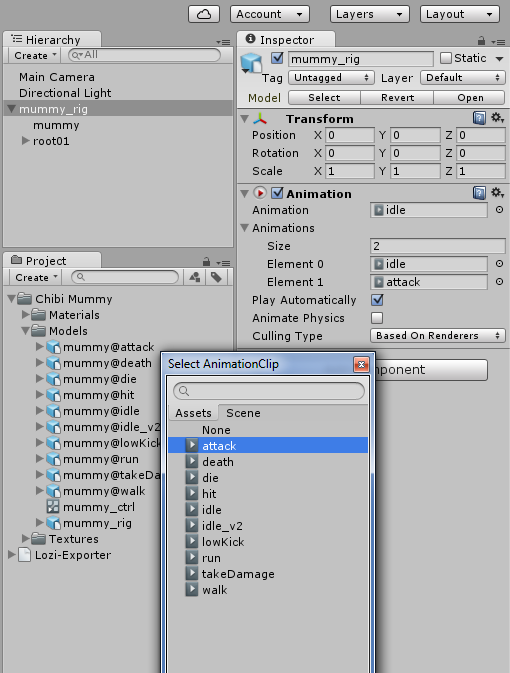 Account
Layers
Layout
Hierarchy
Create
All
Main Camera
Directional Light
mummy_rig
mummy
root01
Inspector
mummy_rig
Static
Tag
Untagged
Layer
Default
Model
Select
Revert
Open
Transform
Position
X 0
Y 0
Z 0
Rotation
X 0
Y 0
Z 0
Scale
X 1
Y 1
Z 1
Animation
Animation
idle
Animations
Size
2
Element 0
idle
Element 1
attack
Play Automatically
Animate Physics
Culling Type
Based On Renderers
Project
Create
Chibi Mummy
Materials
Models
mummy@attack
mummy@death
mummy@die
mummy@hit
mummy@idle
mummy@idle_v2
mummy@lowKick
mummy@run
mummy@takeDa
mummy@walk
mummy_ctrl
mummy_rig
Textures
Lozi-Exporter
Select AnimationClip
Assets
Scene
None
attack
death
die
hit
idle
idle_v2
lowKick
run
takeDamage
walk